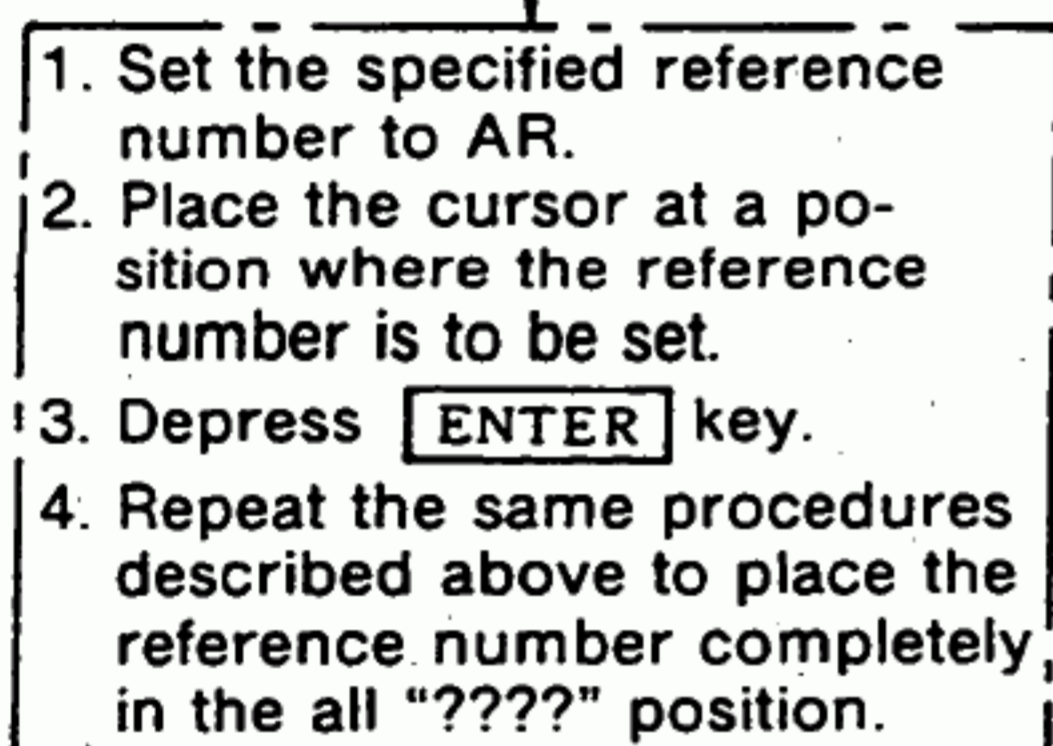 1. Set the specified reference
number to AR.
2. Place the cursor at a po-
sition where the reference
number is to be set.
3. Depress ENTER key.
4. Repeat the same procedures
described above to place the
reference number completely
in the all “????” position.